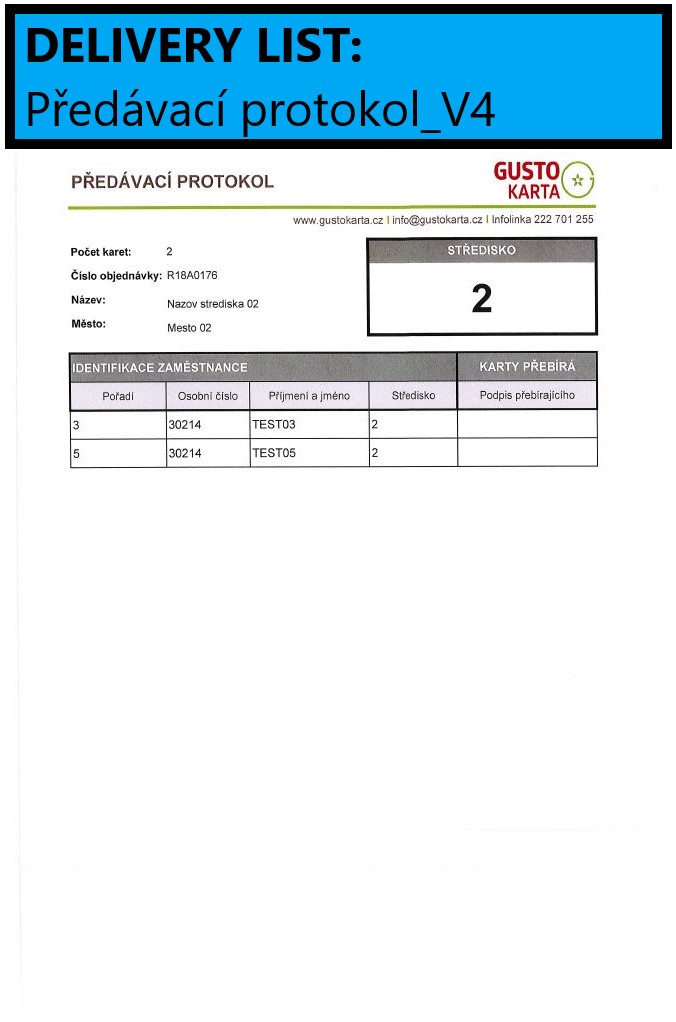 DELIVERY LIST:
Předávací protokol_V4
PŘEDÁVACÍ PROTOKOL
GUSTO
KARTA
www.gustokarta.cz I info@gustokarta.cz I Infolinka 222 701 255
Počet karet: 2
Číslo objednávky: R18A0176
Název: Nazov strediska 02
Město: Mesto 02
STŘEDISKO
2
IDENTIFIKACE ZAMĚSTNANCE KARTY PŘEBÍRÁ
Pořadí Osobní číslo Příjmení a jméno Středisko Podpis přebírajícího
3 30214 TEST03 2
5 30214 TEST05 2